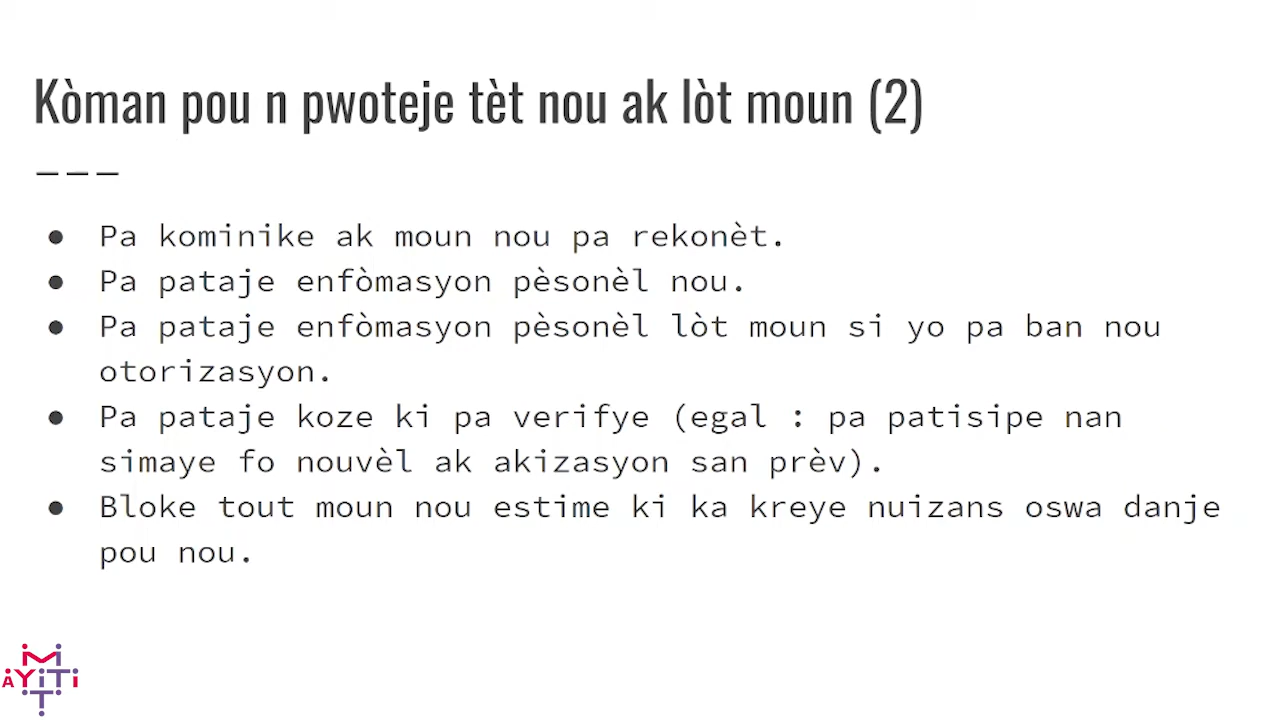 Kòman pou n pwoteje tèt nou ak lòt moun (2)
● Pa kominike ak moun nou pa rekonèt.
● Pa pataje enfòmasyon pèsonèl nou.
● Pa pataje enfòmasyon pèsonèl lòt moun si yo pa ban nou
otorizasyon.
● Pa pataje koze ki pa verifye (egal : pa patisipe nan
simaye fo nouvèl ak akizasyon san prèv).
● Bloke tout moun nou estime ki ka kreye nuizans oswa danje
pou nou.
MiT
AYiTi